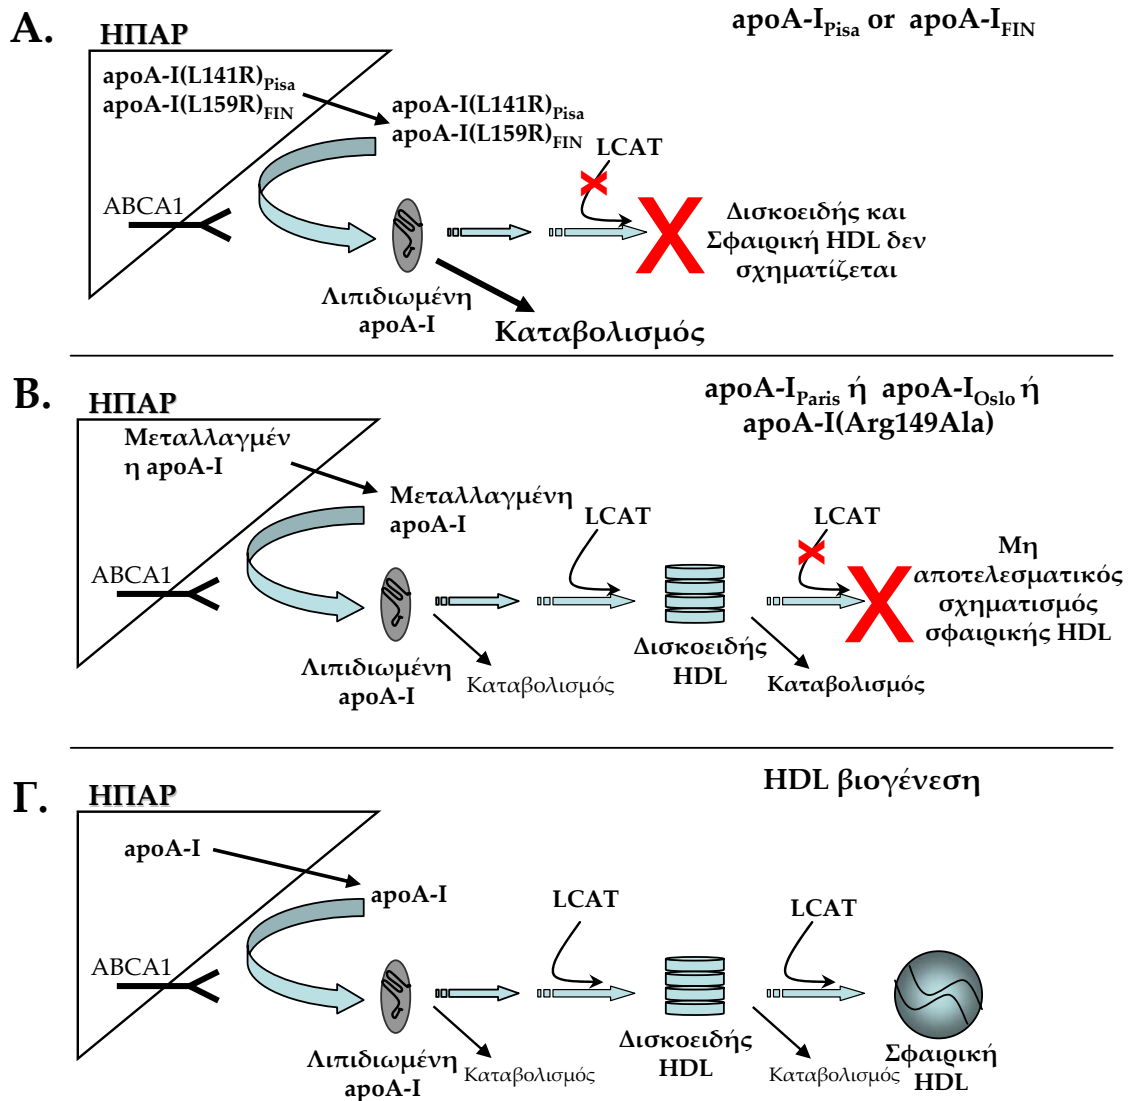 A.
ΗΠΑΡ
apoA-I(L141R)Pisa
apoA-I(L159R)FIN
apoA-IPisa or apoA-IFIN
apoA-I(L141R)Pisa
apoA-I(L159R)FIN
LCAT
ABCA1
Δισκοειδής και
Σφαιρική HDL δεν
σχηματίζεται
Λιπιδιωμένη
apoA-I
Καταβολισμός
B.
ΗΠΑΡ
apoA-IParis ή apoA-IOslo ή
apoA-I(Arg149Ala)
Μεταλλαγμέν
η apoA-I
Μεταλλαγμένη
apoA-I
LCAT
LCAT
ABCA1
Μη
αποτελεσματικός
σχηματισμός
σφαιρικής HDL
Λιπιδιωμένη
apoA-I
Καταβολισμός
Δισκοειδής
HDL
Καταβολισμός
Γ.
ΗΠΑΡ
HDL βιογένεση
apoA-I
apoA-I
LCAT
LCAT
ABCA1
Λιπιδιωμένη
apoA-I
Καταβολισμός
Δισκοειδής
HDL
Καταβολισμός
Σφαιρική
HDL